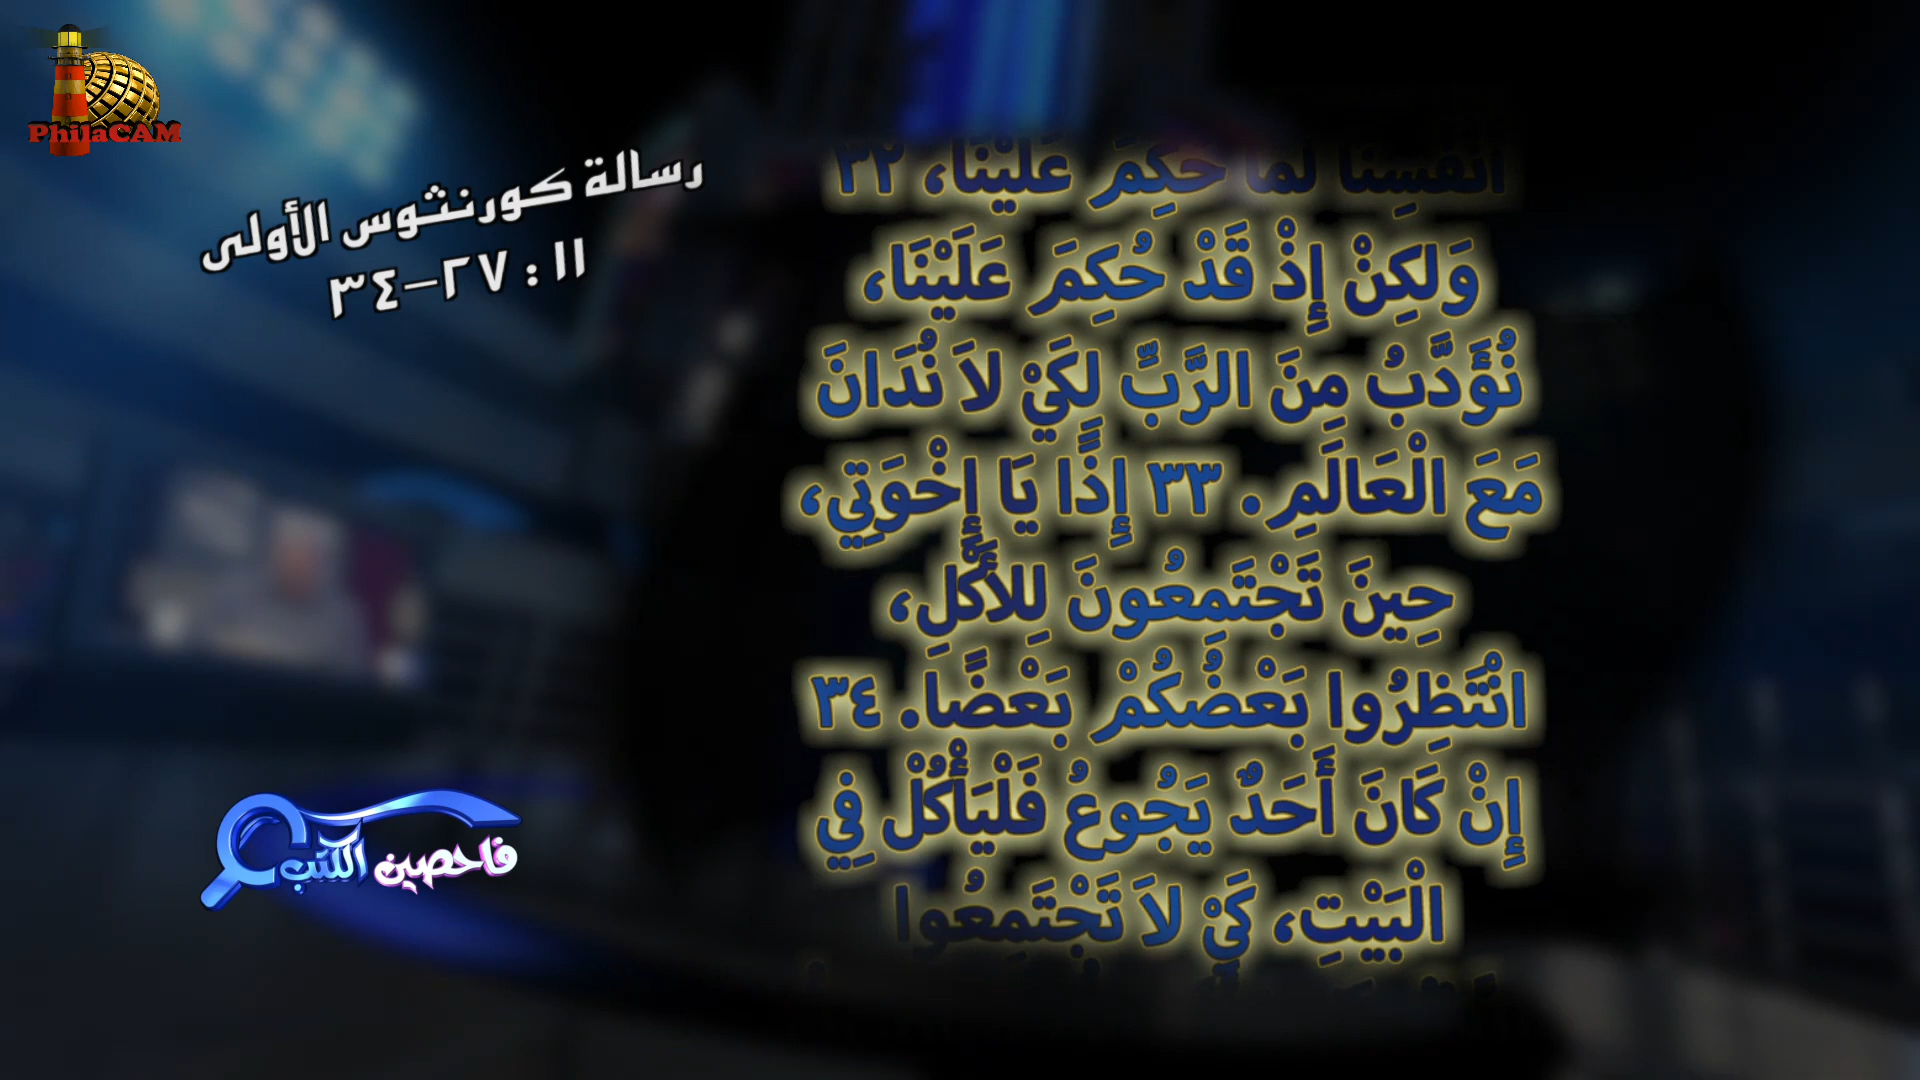 PhilaCAM
رسالة كورنثوس الأولى
١١ : ٢٧-٣٤
أَنْفُسِنَا لَمَا حُكِمَ عَلَيْنَا، ٣٢
وَلكِنْ إِذْ قَدْ حُكِمَ عَلَيْنَا،
نُؤَدَّبُ مِنَ الرَّبِّ لِكَيْ لاَ نُدَانَ
مَعَ الْعَالَمِ. ٣٣ إِذًا يَا إِخْوَتِي،
حِينَ تَجْتَمِعُونَ لِلأَكْلِ،
انْتَظِرُوا بَعْضُكُمْ بَعْضًا. ٣٤
إِنْ كَانَ أَحَدٌ يَجُوعُ فَلْيَأْكُلْ فِي
الْبَيْتِ، كَيْ لاَ تَجْتَمِعُوا
فاحصين الكتب